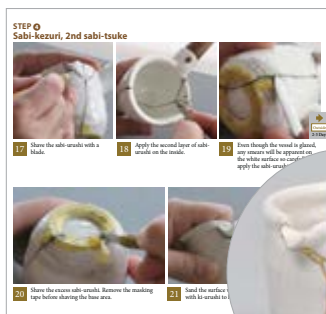 STEP 4
Sabi-kezuri, 2nd sabi-tsuke
17 Shave the sabi-urushi with a
blade.
18 Apply the second layer of sabi-
urushi on the inside.
19 Even though the vessel is glazed,
any smears will be apparent on
the white surface so
apply the sabi-
20 Shave the excess sabi-urushi. Remove the masking
tape before shaving the base area.
21 Sand the surface
with ki-urushi to